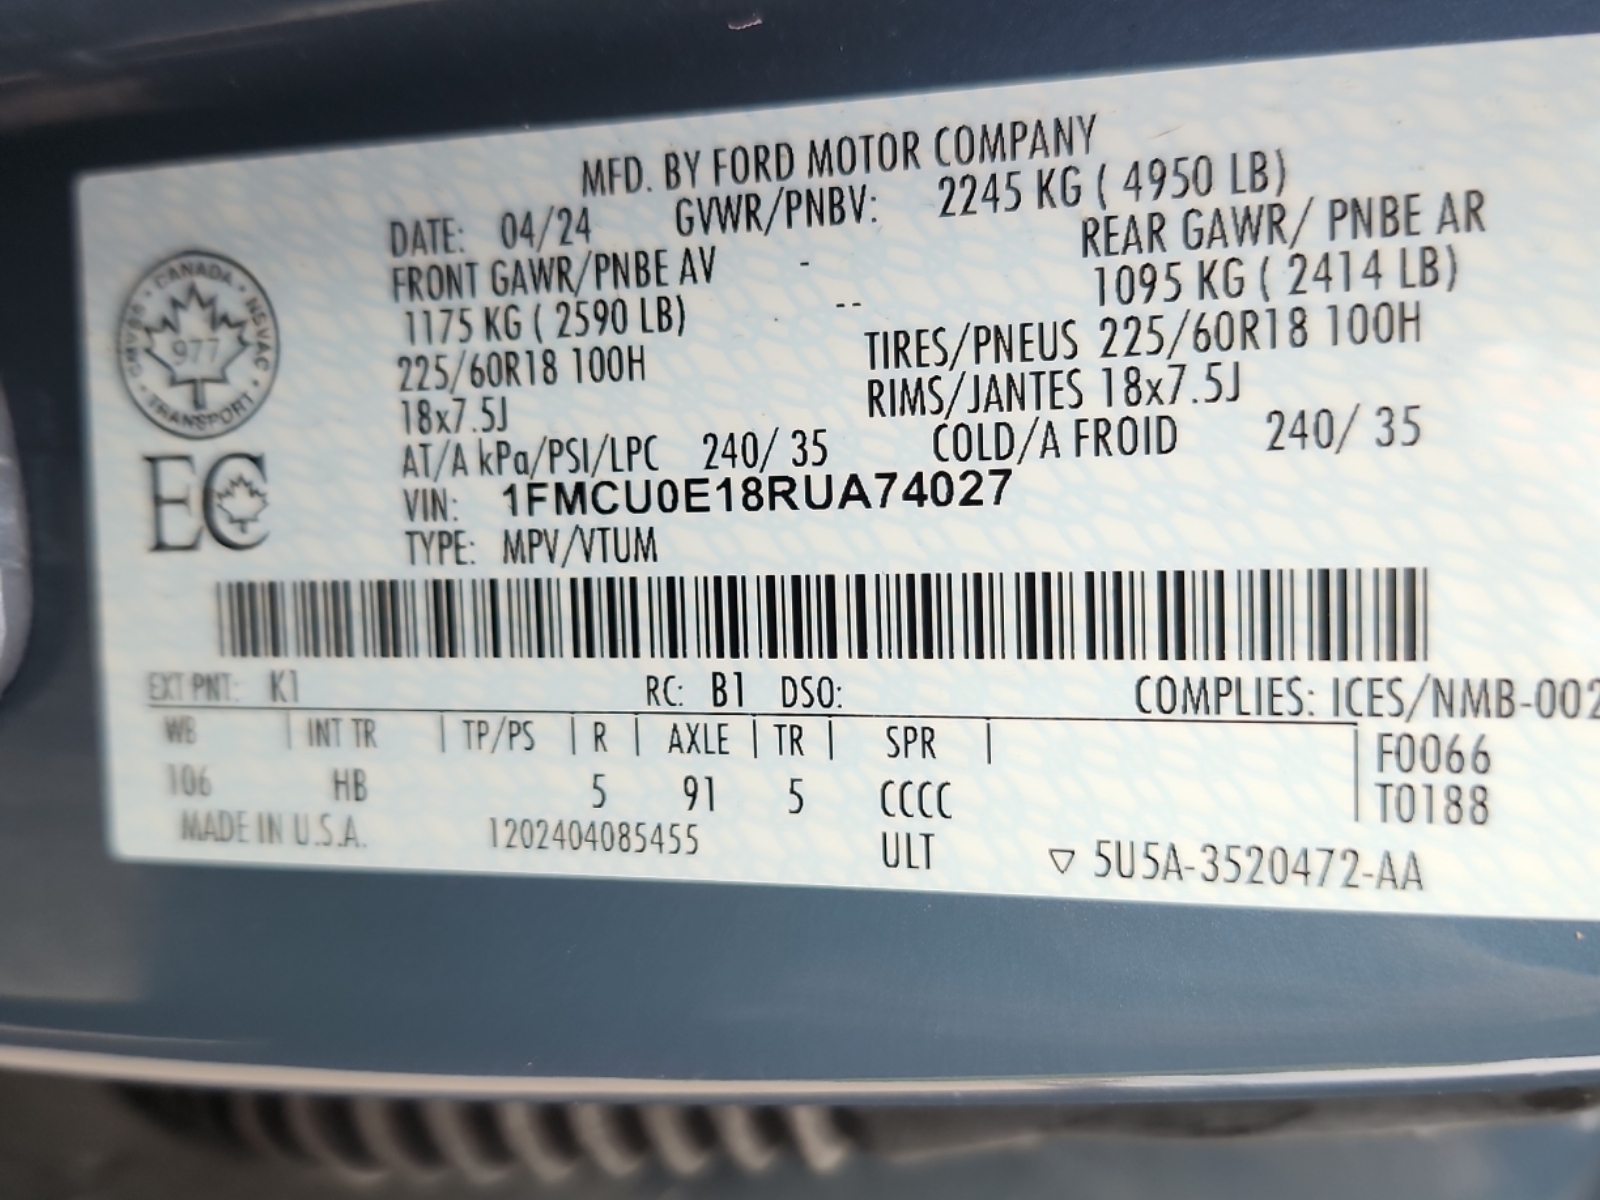 MFD. BY FORD MOTOR COMPANY
DATE: 04/24 GVWR/PNBV: 2245 KG ( 4950 LB)
FRONT GAWR/PNBE AV - REAR GAWR/ PNBE AR
1175 KG ( 2590 LB) -- 1095 KG ( 2414 LB)
225/60R18 100H TIRES/PNEUS 225/60R18 100H
18x7.5J RIMS/JANTES 18x7.5J
AT/A kPa/PSI/LPC 240/ 35 COLD/A FROID 240/ 35
VIN: 1FMCU0E18RUA74027
TYPE: MPV/VTUM
CANADA • NSVAC • TRANSPORT • CMVSS •
977
EC
EXT PNT: K1 RC: B1 DSO: COMPLIES: ICES/NMB-002
WB | INT TR | TP/PS | R | AXLE | TR | SPR | F0066
106 HB 5 91 5 CCCC T0188
MADE IN U.S.A. 1202404085455 ULT ▽ 5U5A-3520472-AA